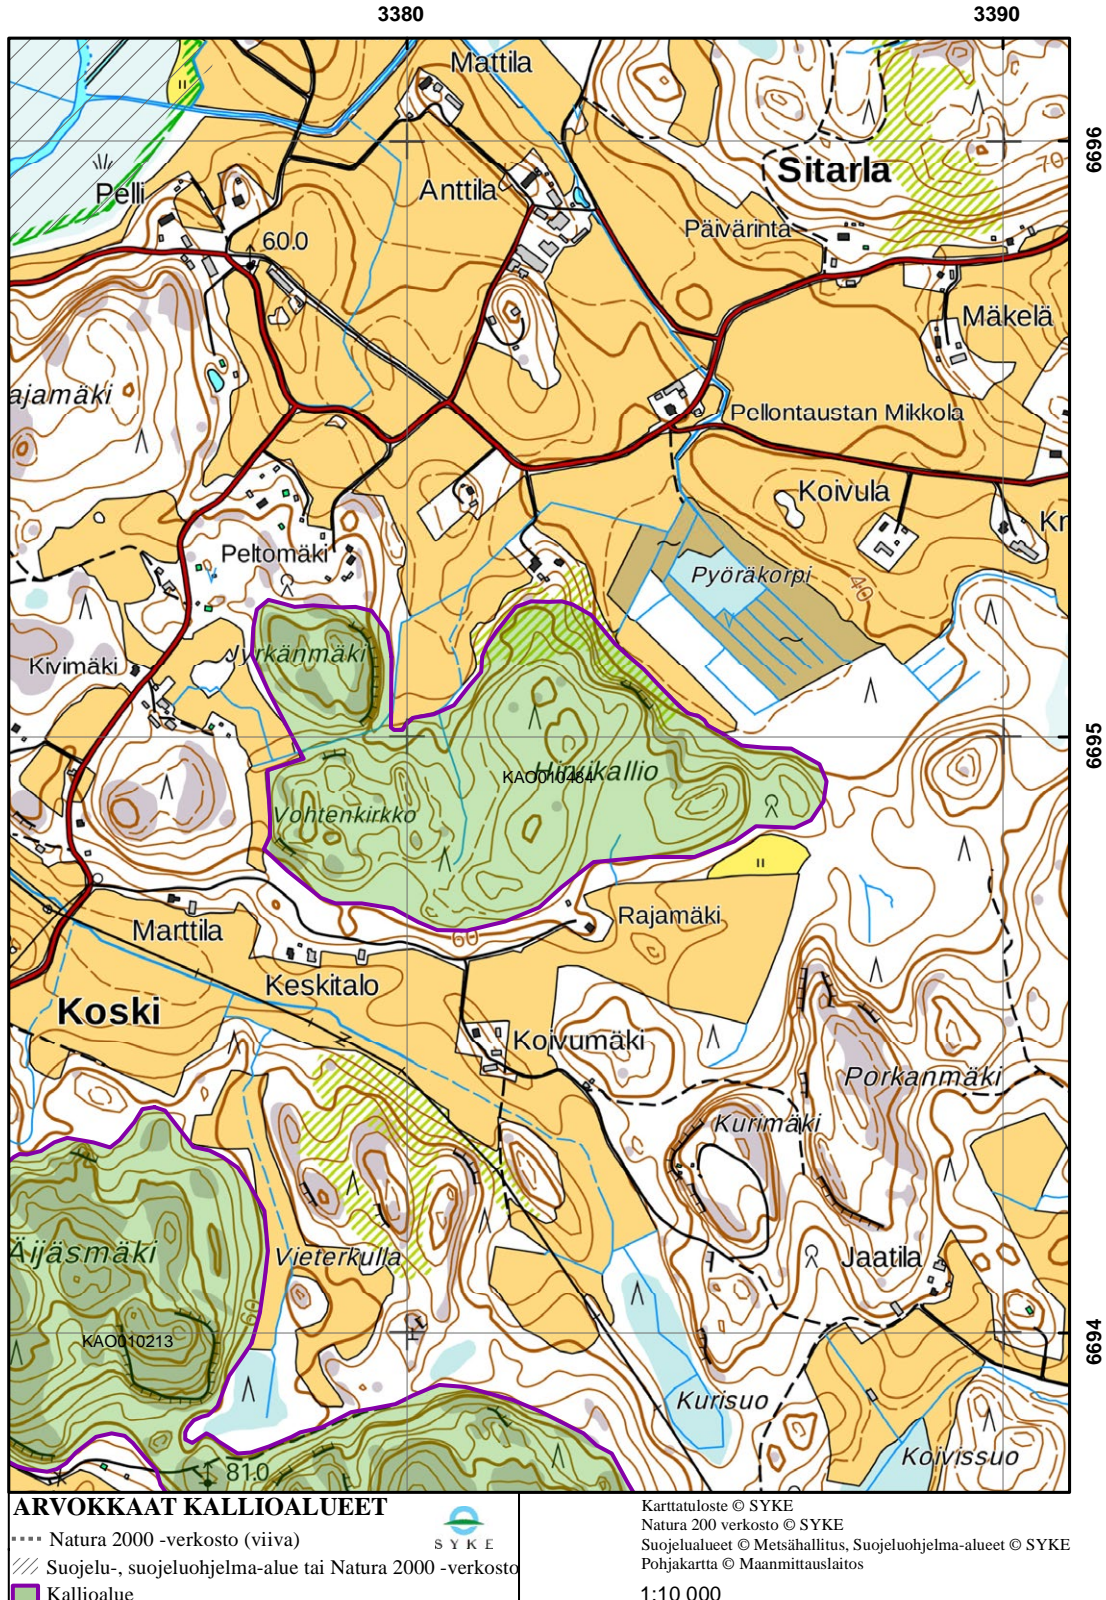 3380
3390
Mattila
6696
Sitarla
70
Pelli
Anttila
Päivärinta
60.0
Mäkelä
ajamäki
Pellontaustan Mikkola
Koivula
Kr
Peltomäki
Pyöräkorpi
40
Jyrkänmäki
Kivimäki
6695
Hirvikallio
KAO010484
Vohtenkirkko
Rajamäki
Marttila
60
Keskitalo
Koski
Koivumäki
Porkanmäki
Kurimäki
Äijäsmäki
Vieterkulla
Jaatila
60
KAO010213
6694
Kurisuo
Koivissuo
81.0
ARVOKKAAT KALLIOALUEET
SYKE
Natura 2000 -verkosto (viiva)
Suojelu-, suojeluohjelma-alue tai Natura 2000 -verkosto
Kallioalue
Karttatuloste © SYKE
Natura 200 verkosto © SYKE
Suojelualueet © Metsähallitus, Suojeluohjelma-alueet © SYKE
Pohjakartta © Maanmittauslaitos
1:10 000